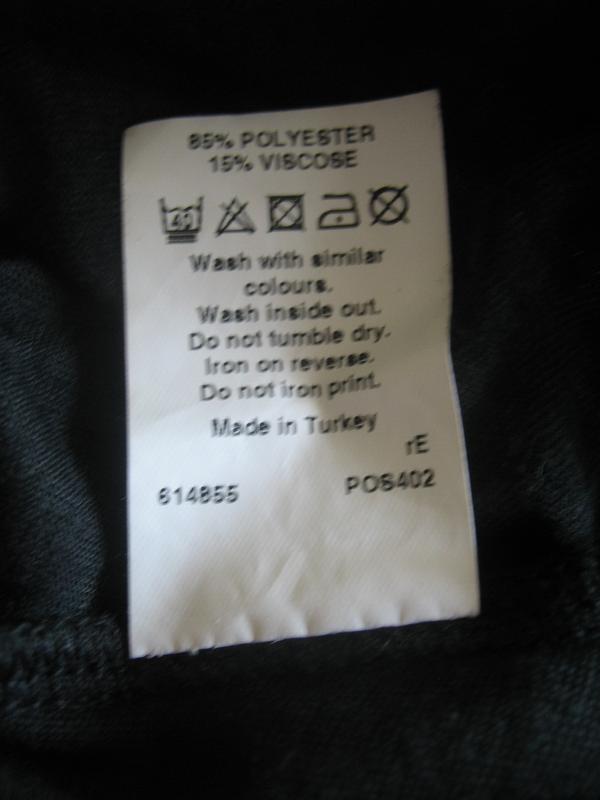 85% POLYESTER
15% VISCOSE
40
Wash with similar
colours.
Wash inside out.
Do not tumble dry.
Iron on reverse.
Do not iron print.
Made in Turkey
rE
614855
POS402